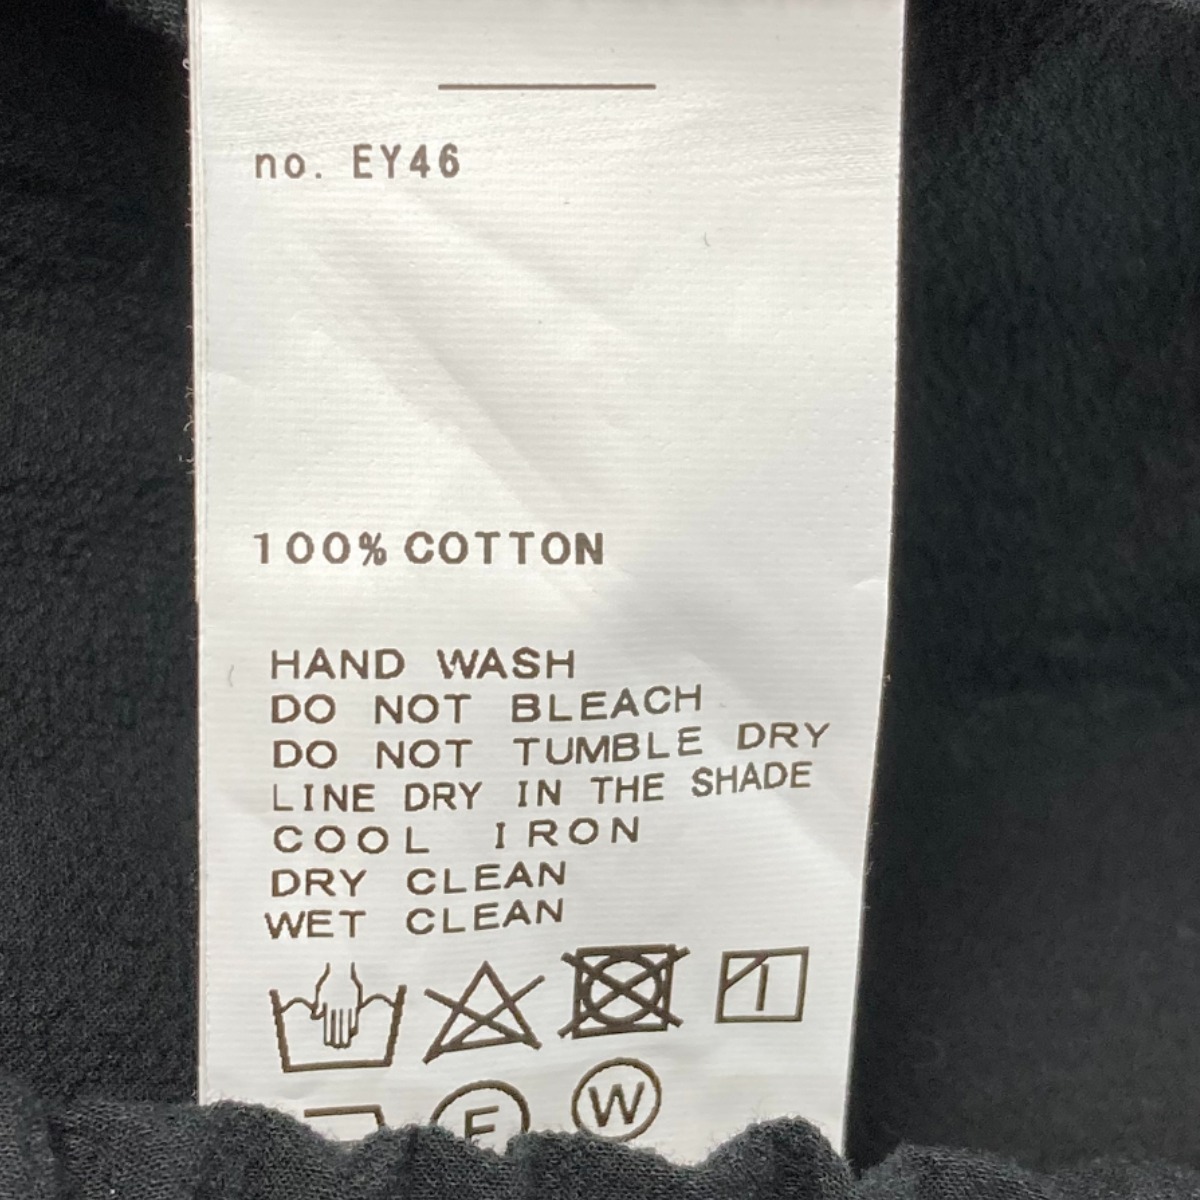 no. EY46
100% COTTON
HAND WASH
DO NOT BLEACH
DO NOT TUMBLE DRY
LINE DRY IN THE SHADE
COOL IRON
DRY CLEAN
WET CLEAN
W